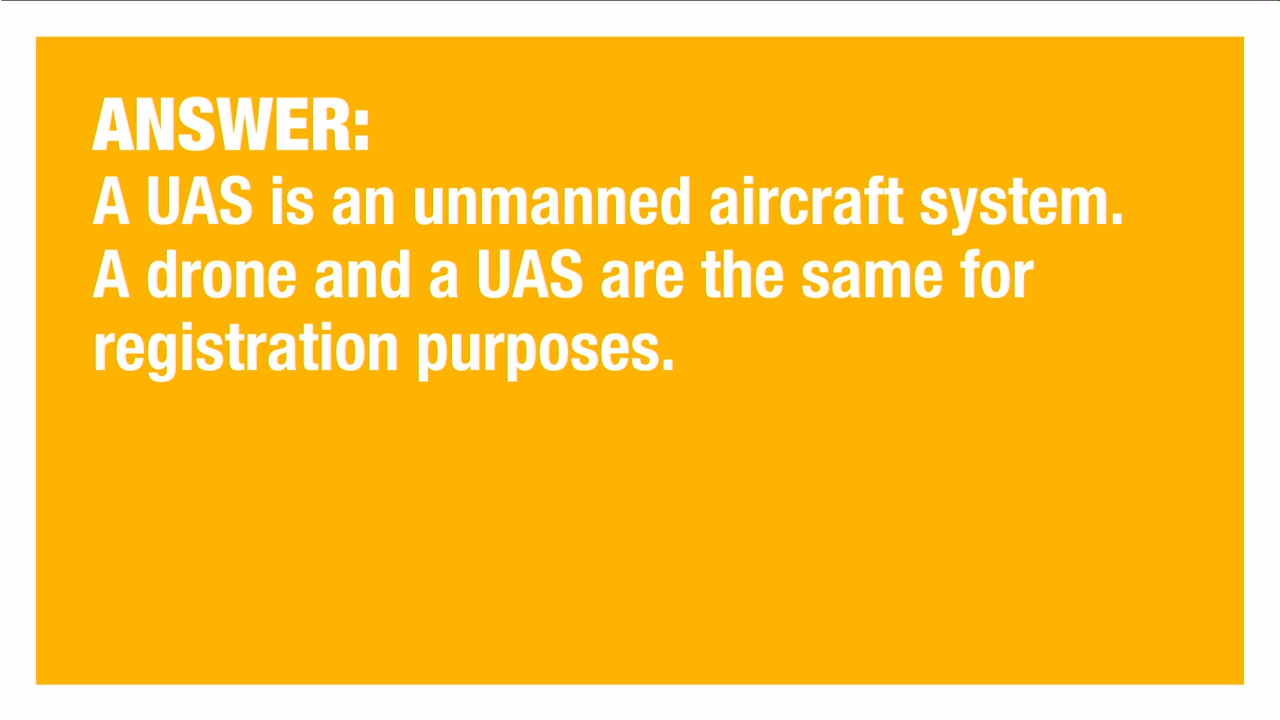 ANSWER:
A UAS is an unmanned aircraft system.
A drone and a UAS are the same for
registration purposes.